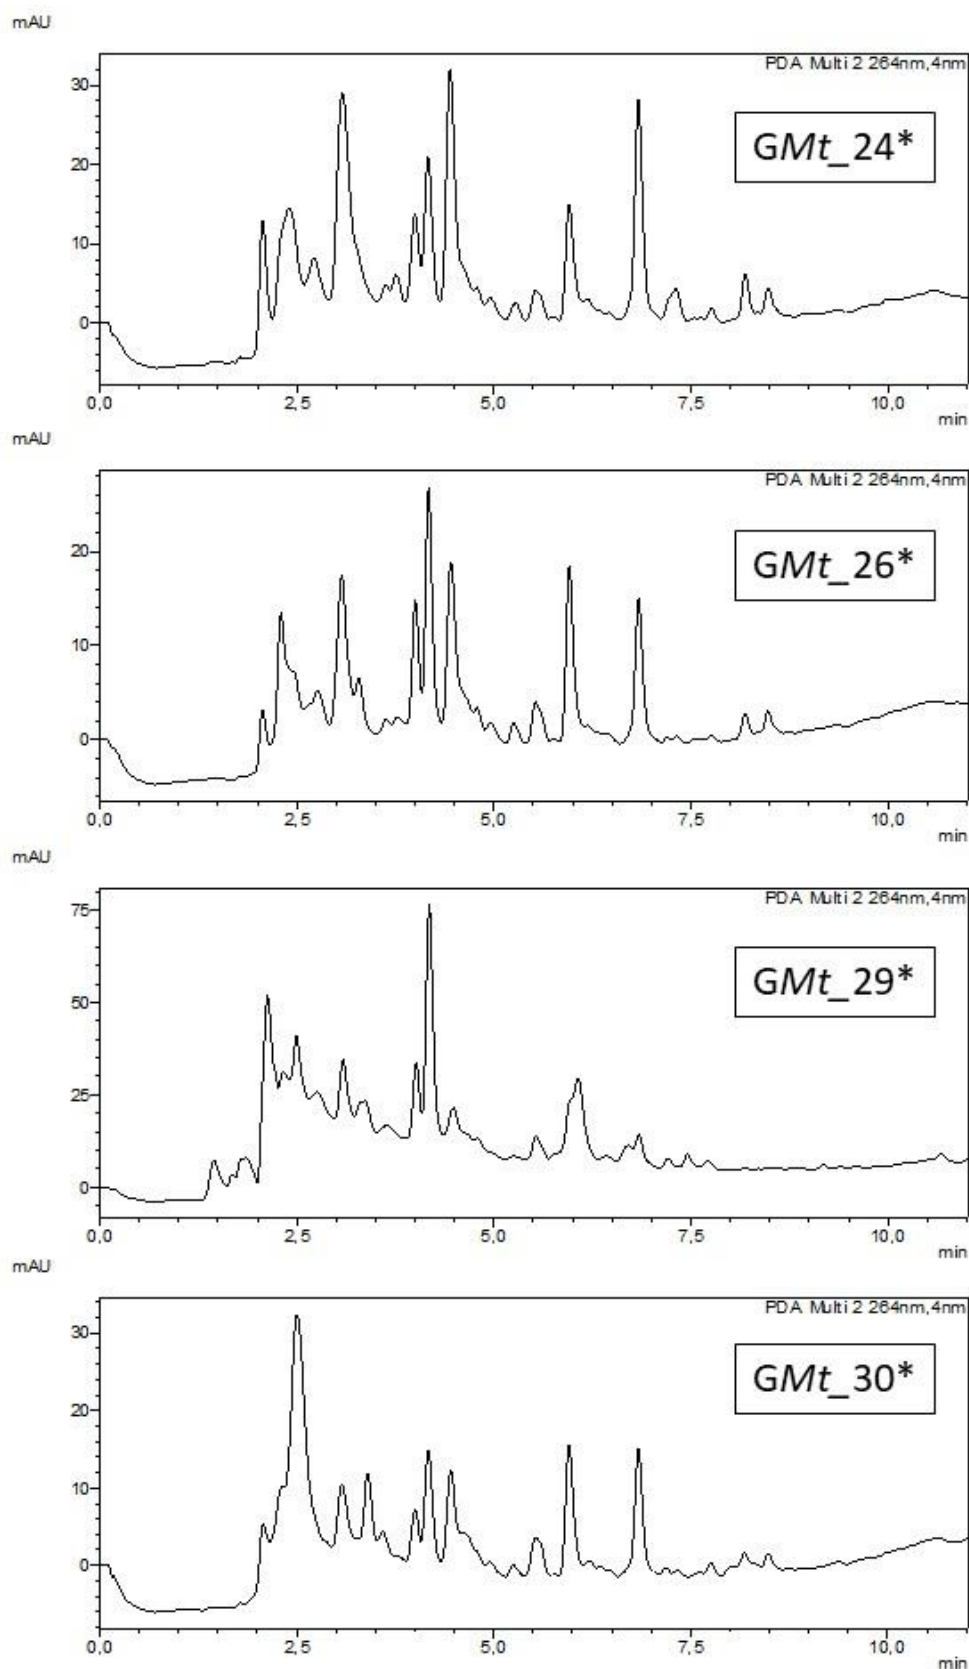 mAU
PDA Multi 2 264nm,4nm
GMt_24*
30
20
10
0
0,0 2,5 5,0 7,5 10,0
min
mAU
PDA Multi 2 264nm,4nm
GMt_26*
20
10
0
0,0 2,5 5,0 7,5 10,0
min
mAU
PDA Multi 2 264nm,4nm
GMt_29*
75
50
25
0
0,0 2,5 5,0 7,5 10,0
min
mAU
PDA Multi 2 264nm,4nm
GMt_30*
30
20
10
0
0,0 2,5 5,0 7,5 10,0
min